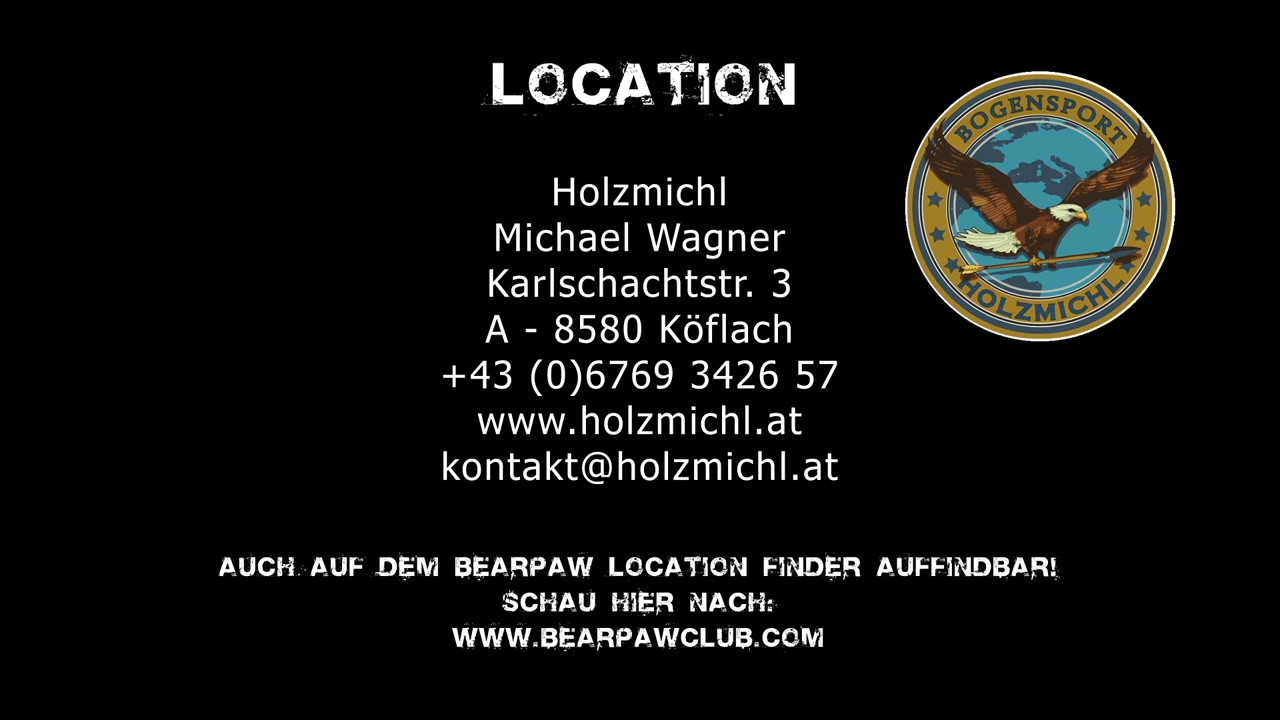 LOCATION
BOGENSPORT
HOLZMICHL
Holzmichl
Michael Wagner
Karlschachtstr. 3
A - 8580 Köflach
+43 (0)6769 3426 57
www.holzmichl.at
kontakt@holzmichl.at
AUCH AUF DEM BEARPAW LOCATION FINDER AUFFINDBAR!
SCHAU HIER NACH:
WWW.BEARPAWCLUB.COM